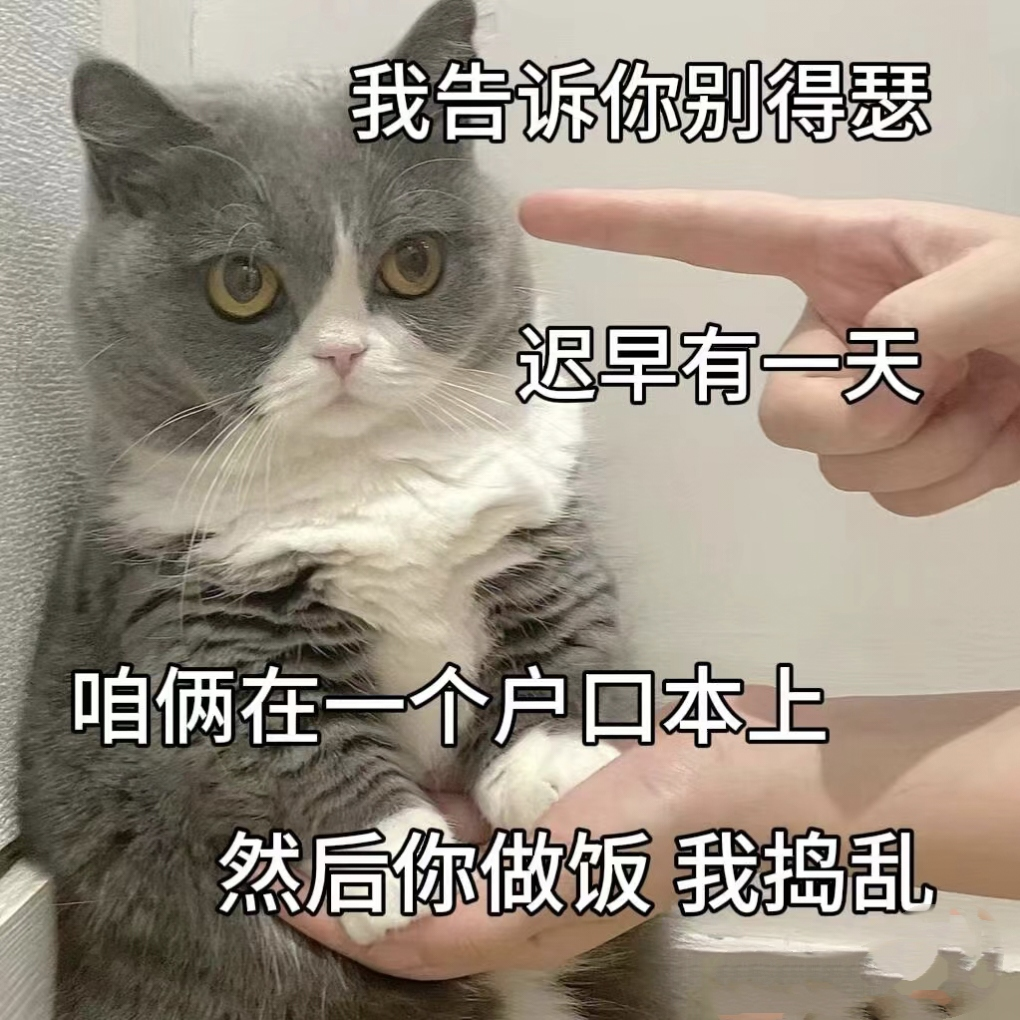 我告诉你别得瑟
迟早有一天
咱俩在一个户口本上
然后你做饭 我捣乱